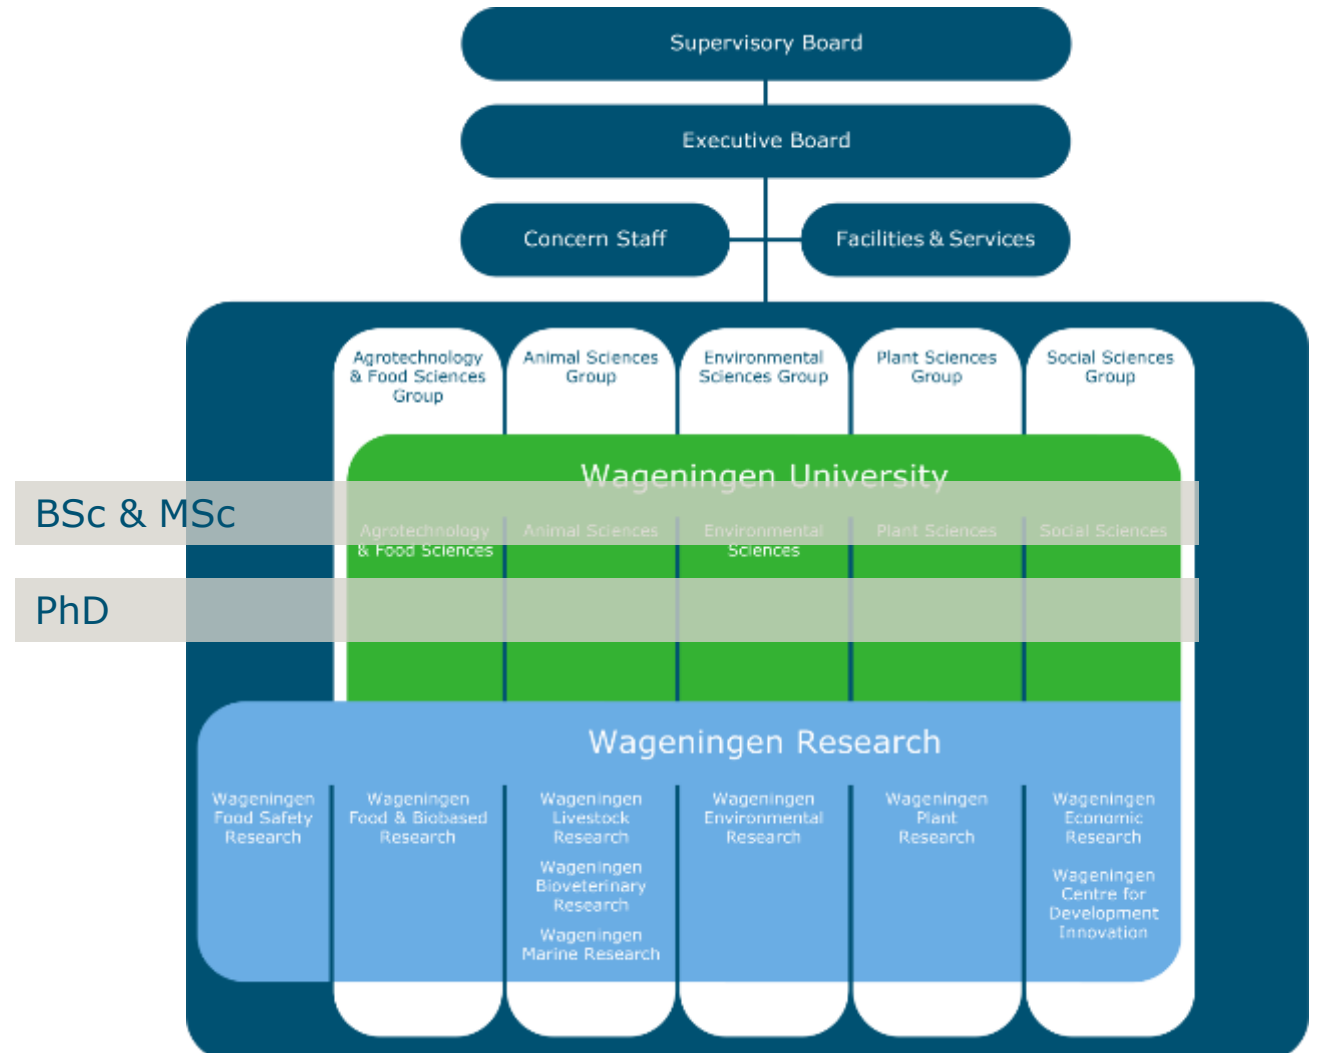 Supervisory Board
Executive Board
Concern Staff
Facilities & Services
Agrotechnology
& Food Sciences
Group
Animal Sciences
Group
Environmental
Sciences Group
Plant Sciences
Group
Social Sciences
Group
Wageningen University
BSc & MSc
Agrotechnology
& Food Sciences
Animal Sciences
Environmental
Sciences
Plant Sciences
Social Sciences
PhD
Wageningen Research
Wageningen
Food Safety
Research
Wageningen
Food & Biobased
Research
Wageningen
Livestock
Research
Wageningen
Bioveterinary
Research
Wageningen
Marine Research
Wageningen
Environmental
Research
Wageningen
Plant
Research
Wageningen
Economic
Research
Wageningen
Centre for
Development
Innovation